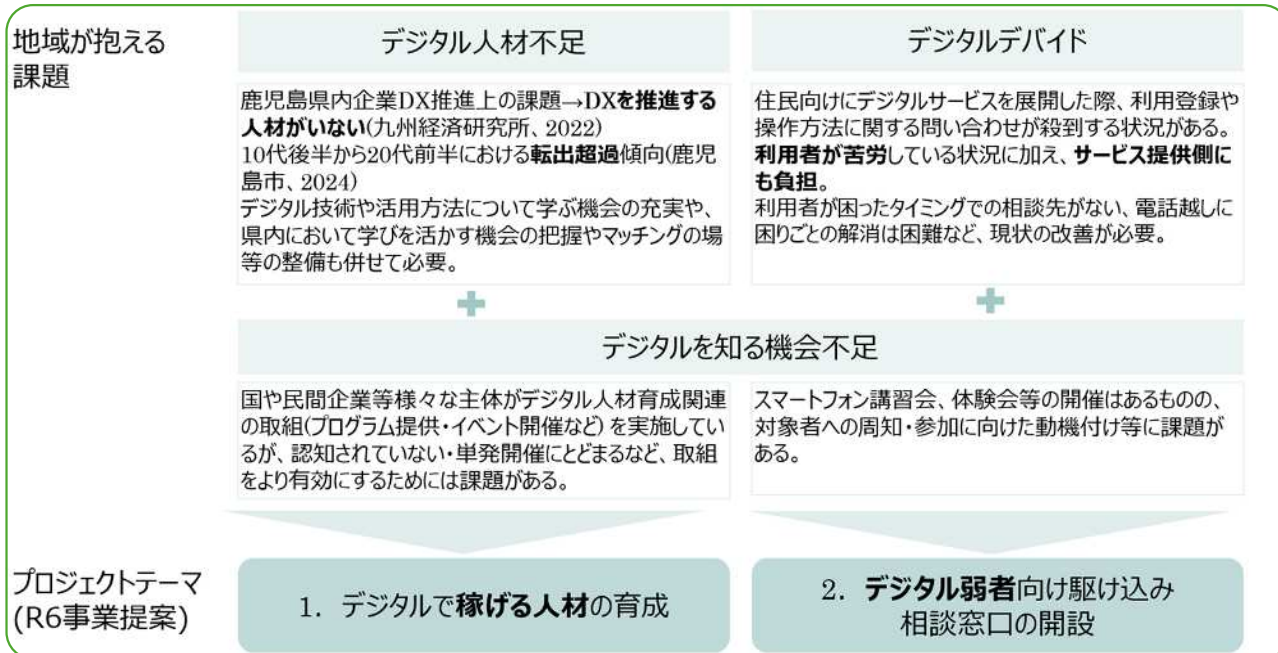 地域が抱える
課題
デジタル人材不足
鹿児島県内企業DX推進上の課題→DXを推進する
人材がいない(九州経済研究所、2022)
10代後半から20代前半における転出超過傾向(鹿児
島市、2024)
デジタル技術や活用方法について学ぶ機会の充実や、
県内において学びを活かす機会の把握やマッチングの場
等の整備も併せて必要。
デジタルデバイド
住民向けにデジタルサービスを展開した際、利用登録や
操作方法に関する問い合わせが殺到する状況がある。
利用者が苦労している状況に加え、サービス提供側に
も負担。
利用者が困ったタイミングでの相談先がない、電話越しに
困りごとの解消は困難など、現状の改善が必要。
デジタルを知る機会不足
国や民間企業等様々な主体がデジタル人材育成関連
の取組(プログラム提供・イベント開催など) を実施してい
るが、認知されていない・単発開催にとどまるなど、取組
をより有効にするためには課題がある。
スマートフォン講習会、体験会等の開催はあるものの、
対象者への周知・参加に向けた動機付け等に課題が
ある。
プロジェクトテーマ
(R6事業提案)
1. デジタルで稼げる人材の育成
2. デジタル弱者向け駆け込み
相談窓口の開設